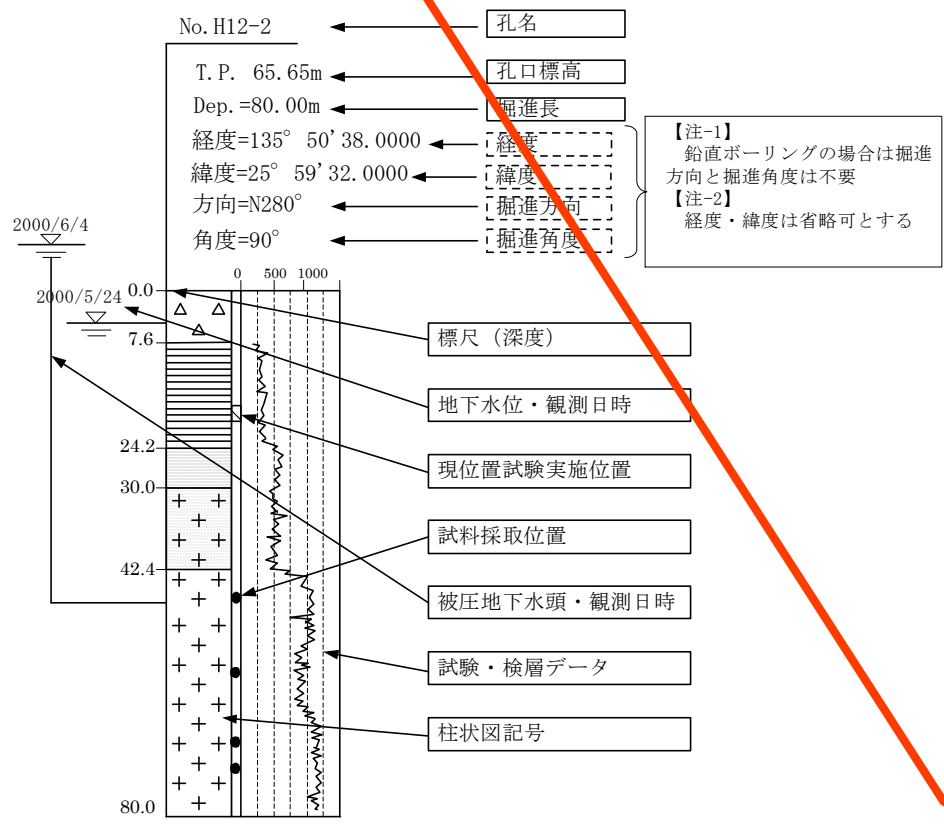 No.H12-2
孔名
T.P. 65.65m
孔口標高
Dep.=80.00m
掘進長
経度=135° 50'38.0000
経度
緯度=25° 59'32.0000
緯度
方向=N280°
掘進方向
角度=90°
掘進角度
【注-1】
鉛直ボーリングの場合は掘進
方向と掘進角度は不要
【注-2】
経度・緯度は省略可とする
2000/6/4
0 500 1000
2000/5/24
0.0
7.6
24.2
30.0
42.4
80.0
標尺（深度）
地下水位・観測日時
現位置試験実施位置
試料採取位置
被圧地下水頭・観測日時
試験・検層データ
柱状図記号